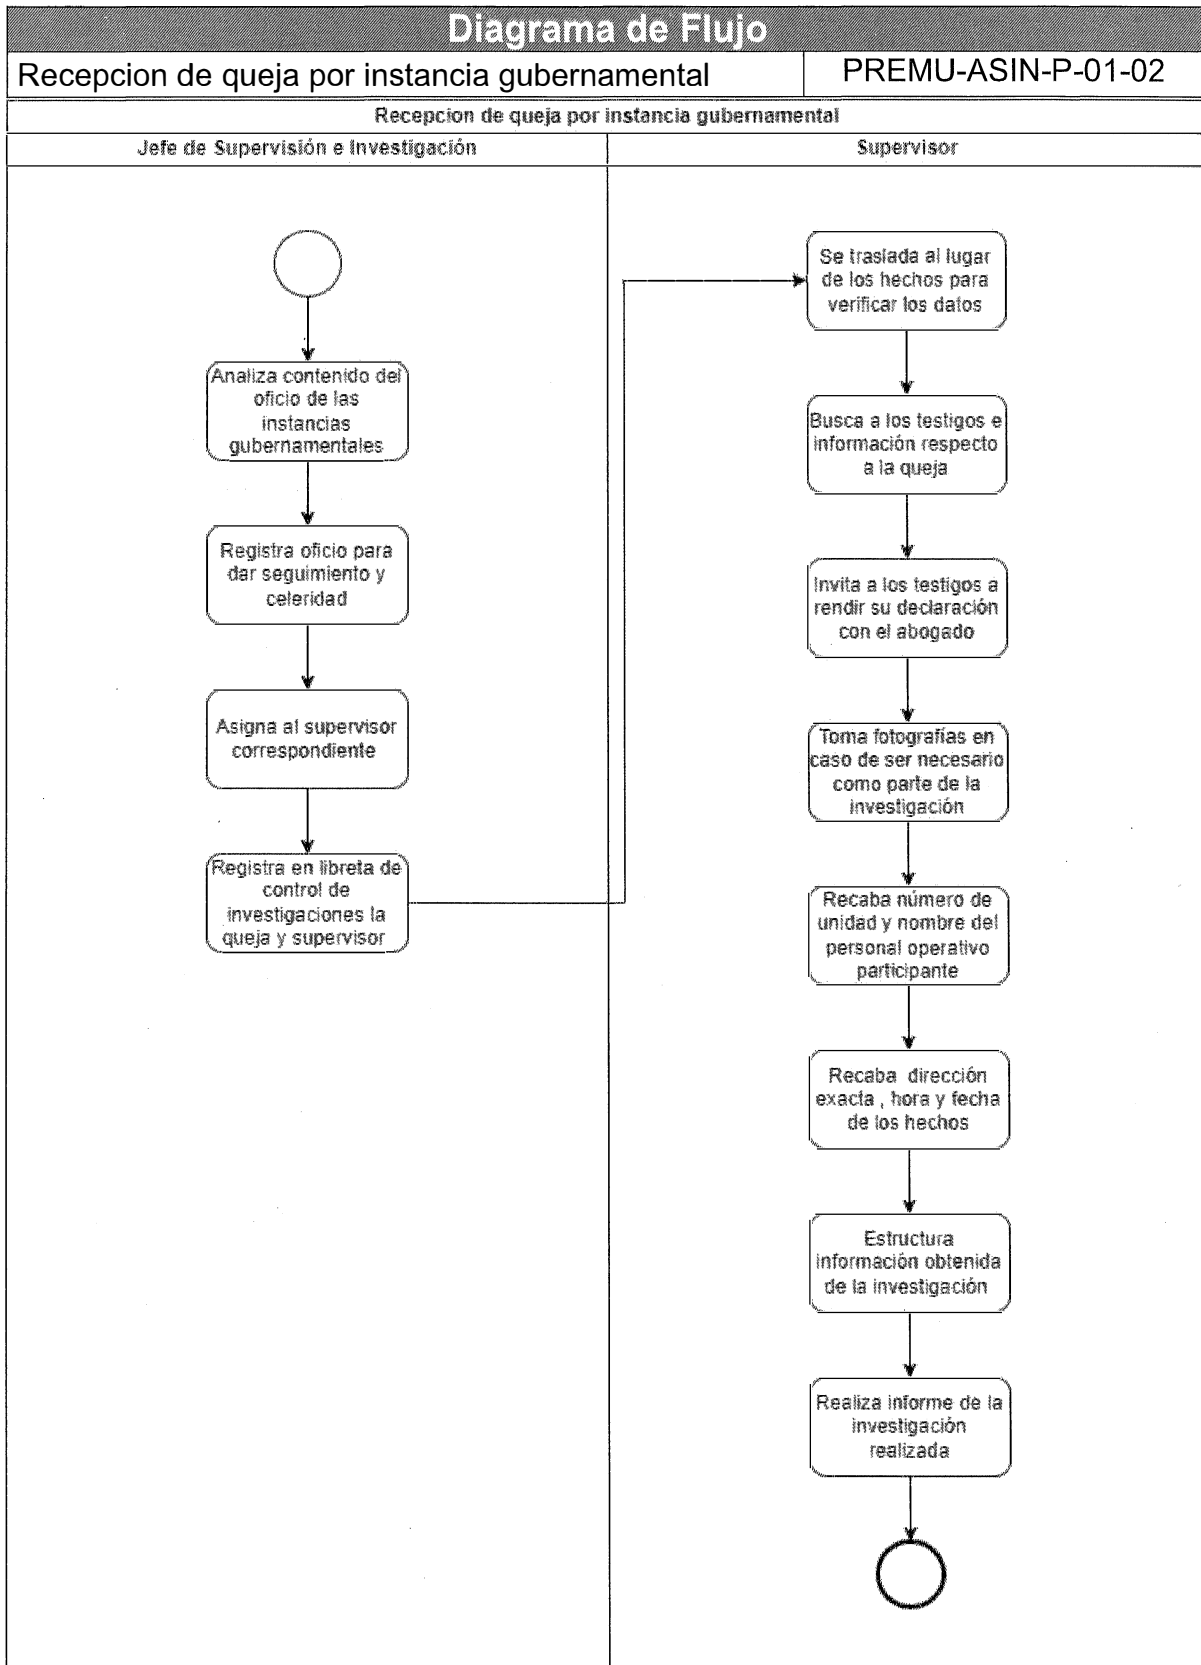 Diagrama de Flujo
Recepcion de queja por instancia gubernamental
PREMU-ASIN-P-01-02
Recepcion de queja por instancia gubernamental
Jefe de Supervisión e Investigación
Supervisor
Analiza contenido del
oficio de las
instancias
gubernamentales
Registra oficio para
dar seguimiento y
celeridad
Asigna al supervisor
correspondiente
Registra en libreta de
control de
investigaciones la
queja y supervisor
Se traslada al lugar
de los hechos para
verificar los datos
Busca a los testigos e
información respecto
a la queja
Invita a los testigos a
rendir su declaración
con el abogado
Toma fotografías en
caso de ser necesario
como parte de la
investigación
Recaba número de
unidad y nombre del
personal operativo
participante
Recaba dirección
exacta , hora y fecha
de los hechos
Estructura
información obtenida
de la investigación
Realiza informe de la
investigación
realizada